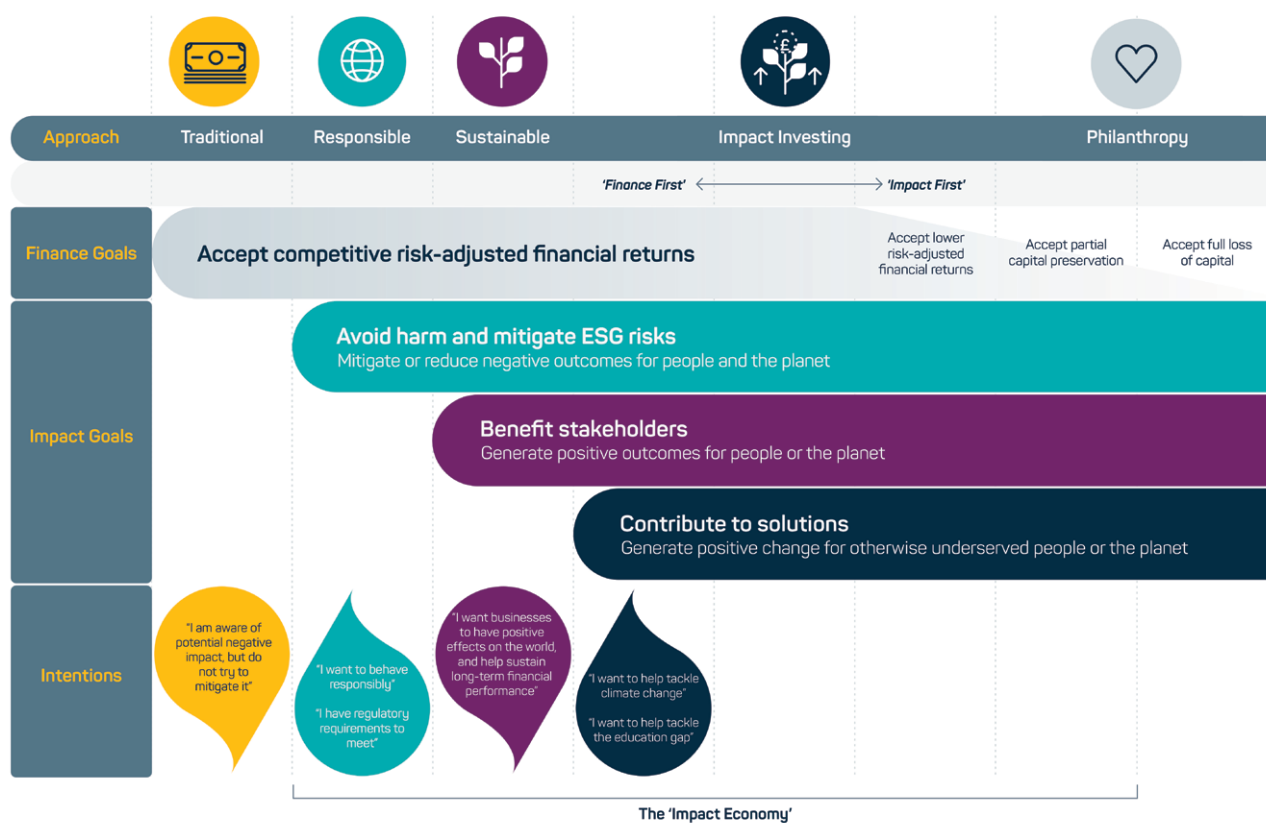 £
Approach
Traditional
Responsible
Sustainable
Impact Investing
Philanthropy
'Finance First'
'Impact First'
Finance Goals
Accept competitive risk-adjusted financial returns
Accept lower
risk-adjusted
financial returns
Accept partial
capital preservation
Accept full loss
of capital
Impact Goals
Avoid harm and mitigate ESG risks
Mitigate or reduce negative outcomes for people and the planet
Benefit stakeholders
Generate positive outcomes for people or the planet
Contribute to solutions
Generate positive change for otherwise underserved people or the planet
Intentions
"I am aware of
potential negative
impact, but do
not try to
mitigate it"
"I want to behave
responsibly"
"I have regulatory
requirements to
meet"
"I want businesses
to have positive
effects on the world,
and help sustain
long-term financial
performance"
"I want to help tackle
climate change"
"I want to help tackle
the education gap"
The 'Impact Economy'